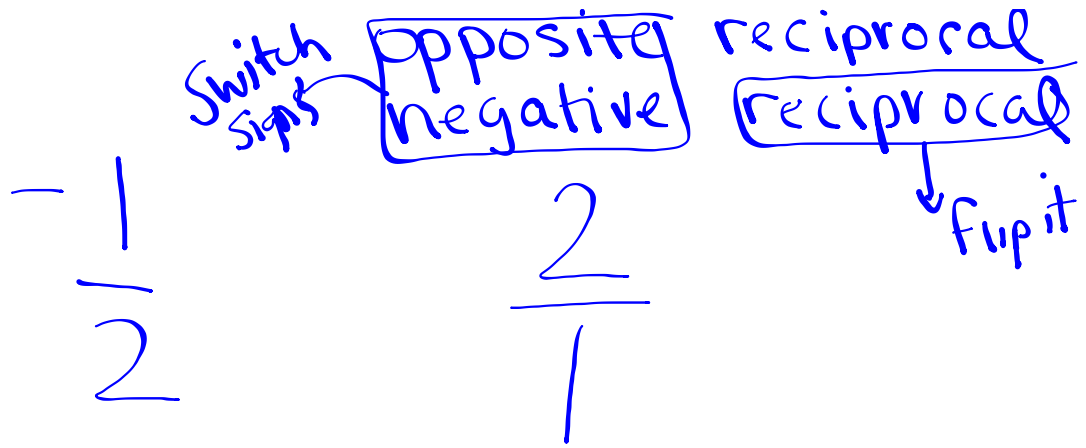 opposite reciprocal
switch signs negative reciprocal
flip it
- 1/2 2/1